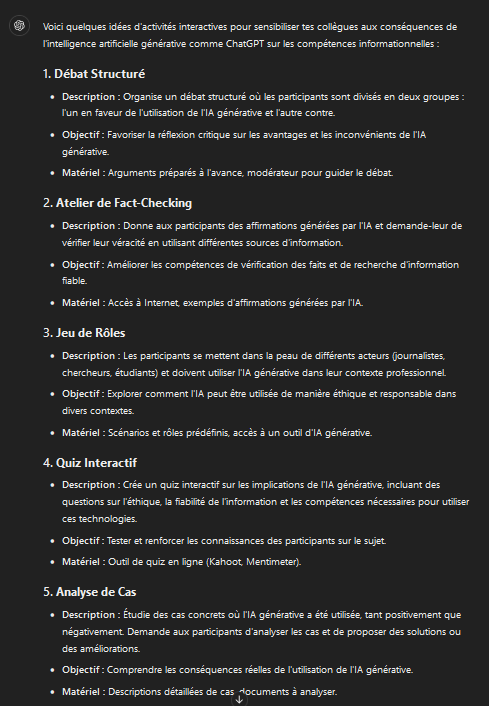 Voici quelques idées d'activités interactives pour sensibiliser tes collègues aux conséquences de
l'intelligence artificielle générative comme ChatGPT sur les compétences informationnelles :
1. Débat Structuré
• Description : Organise un débat structuré où les participants sont divisés en deux groupes :
l'un en faveur de l'utilisation de l'IA générative et l'autre contre.
• Objectif : Favoriser la réflexion critique sur les avantages et les inconvénients de l'IA
générative.
• Matériel : Arguments préparés à l'avance, modérateur pour guider le débat.
2. Atelier de Fact-Checking
• Description : Donne aux participants des affirmations générées par l'IA et demande-leur de
vérifier leur véracité en utilisant différentes sources d'information.
• Objectif : Améliorer les compétences de vérification des faits et de recherche d'information
fiable.
• Matériel : Accès à Internet, exemples d'affirmations générées par l'IA.
3. Jeu de Rôles
• Description : Les participants se mettent dans la peau de différents acteurs (journalistes,
chercheurs, étudiants) et doivent utiliser l'IA générative dans leur contexte professionnel.
• Objectif : Explorer comment l'IA peut être utilisée de manière éthique et responsable dans
divers contextes.
• Matériel : Scénarios et rôles prédéfinis, accès à un outil d'IA générative.
4. Quiz Interactif
• Description : Crée un quiz interactif sur les implications de l'IA générative, incluant des
questions sur l'éthique, la fiabilité de l'information et les compétences nécessaires pour utiliser
ces technologies.
• Objectif : Tester et renforcer les connaissances des participants sur le sujet.
• Matériel : Outil de quiz en ligne (Kahoot, Mentimeter).
5. Analyse de Cas
• Description : Étudie des cas concrets où l'IA générative a été utilisée, tant positivement que
négativement. Demande aux participants d'analyser les cas et de proposer des solutions ou
des améliorations.
• Objectif : Comprendre les conséquences réelles de l'utilisation de l'IA générative.
• Matériel : Descriptions détaillées de cas, documents à analyser.